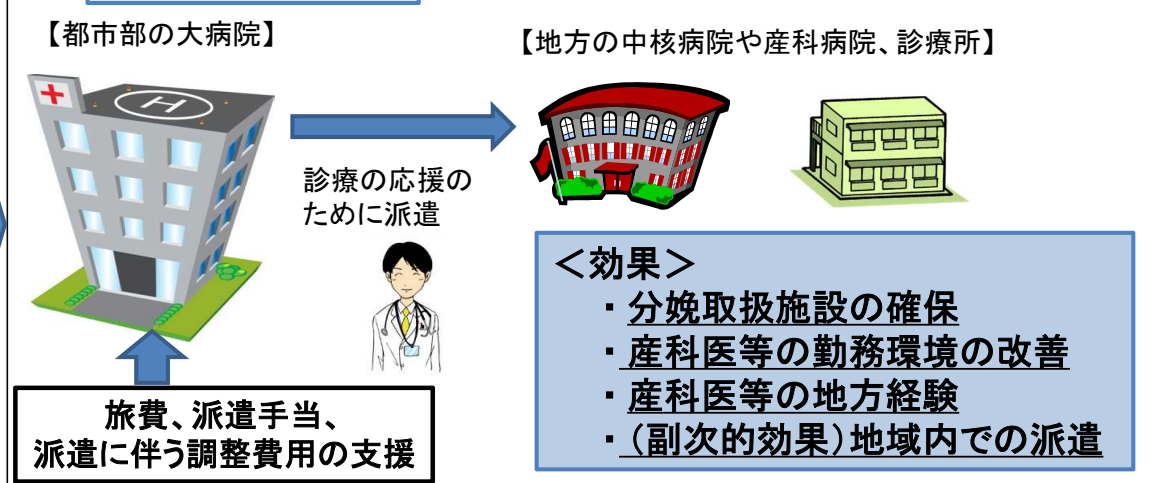 【都市部の大病院】
【地方の中核病院や産科病院、診療所】
H
診療の応援の
ために派遣
旅費、派遣手当、
派遣に伴う調整費用の支援
＜効果＞
・分娩取扱施設の確保
・産科医等の勤務環境の改善
・産科医等の地方経験
・（副次的効果）地域内での派遣